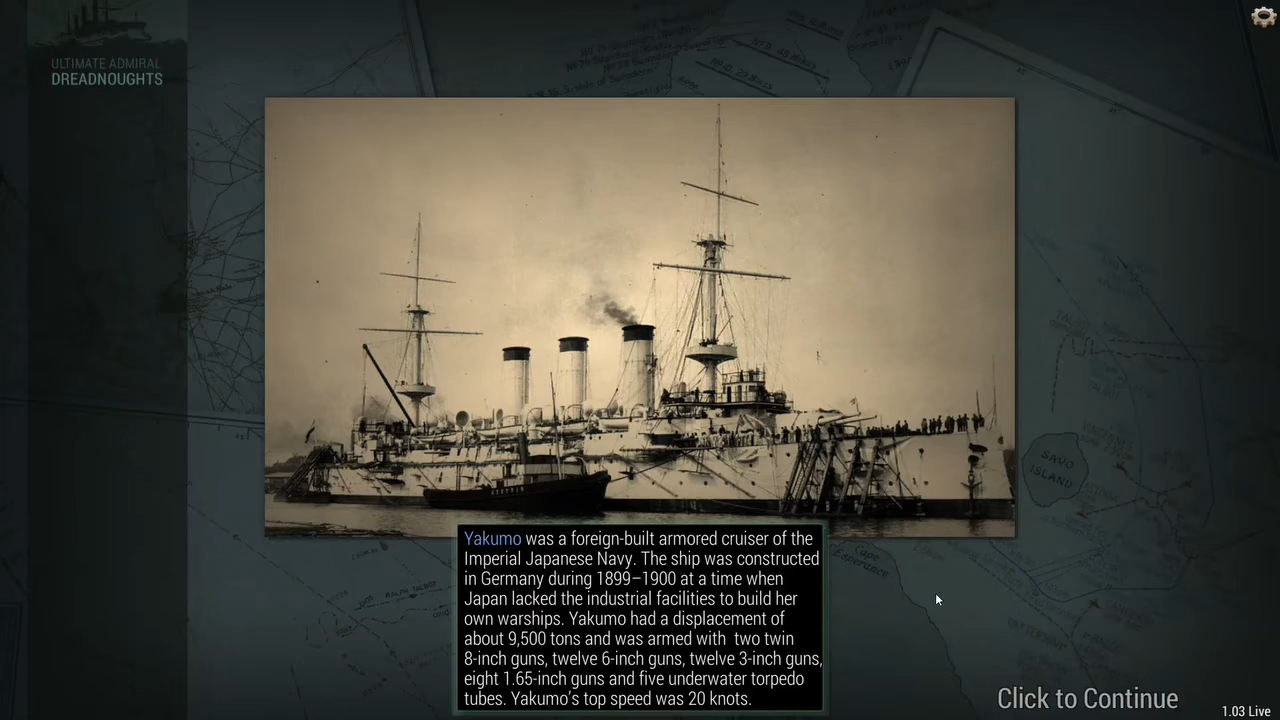 ULTIMATE ADMIRAL
DREADNOUGHTS
SAVO
ISLAND
Cape
Esperance
Yakumo was a foreign-built armored cruiser of the
Imperial Japanese Navy. The ship was constructed
in Germany during 1899–1900 at a time when
Japan lacked the industrial facilities to build her
own warships. Yakumo had a displacement of
about 9,500 tons and was armed with two twin
8-inch guns, twelve 6-inch guns, twelve 3-inch guns,
eight 1.65-inch guns and five underwater torpedo
tubes. Yakumo's top speed was 20 knots.
Click to Continue
1.03 Live